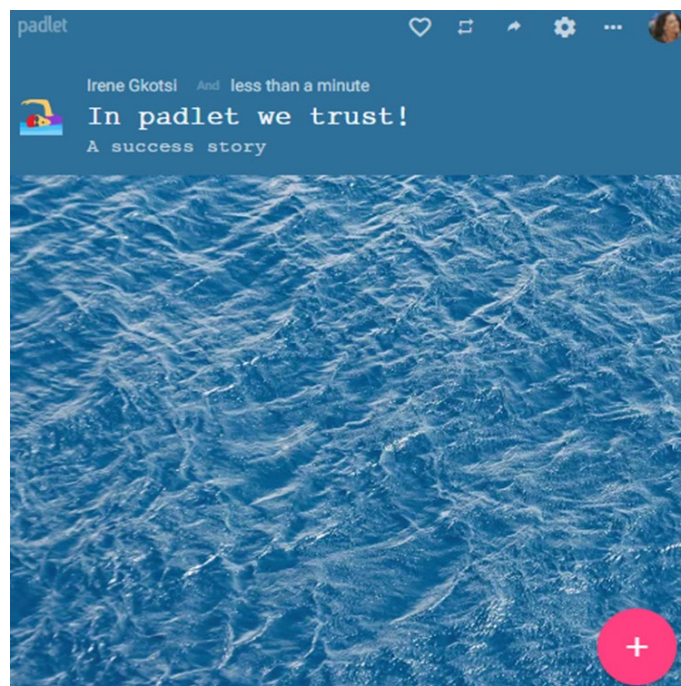 padlet
Irene Gkotsi And less than a minute
In padlet we trust!
A success story